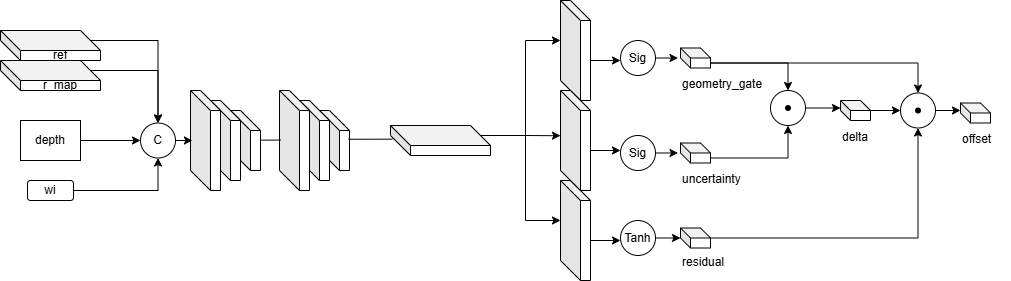 ref
r_map
depth
wi
C
Sig
geometry_gate
Sig
uncertainty
Tanh
residual
delta
offset